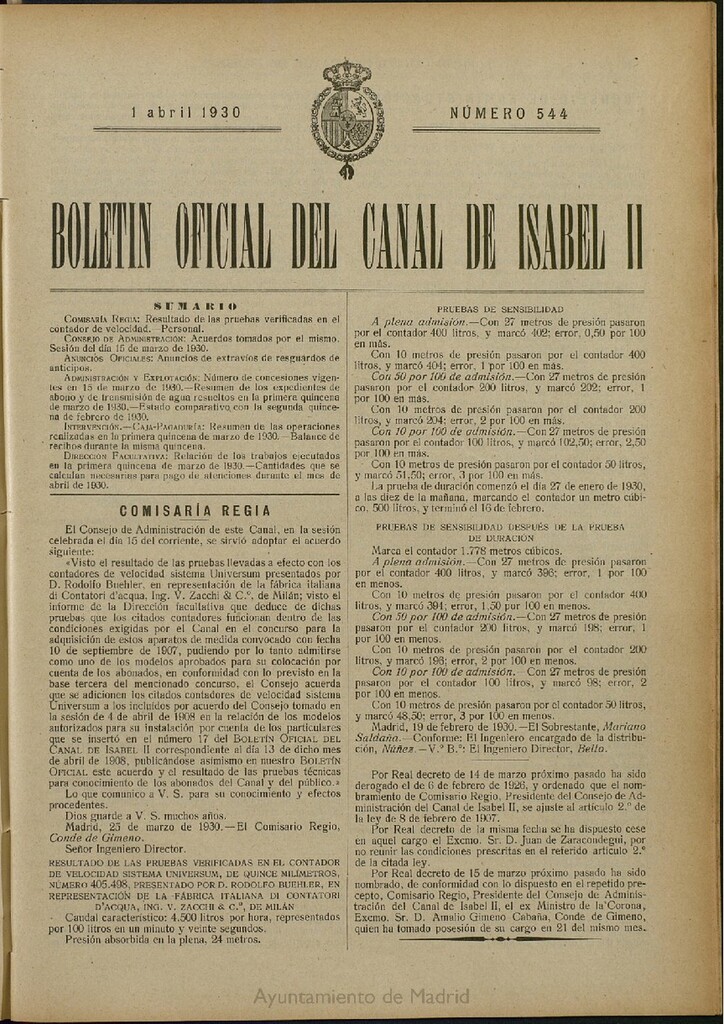 1 abril 1930
NÚMERO 544
BOLETIN OFICIAL DEL CANAL DE ISABEL II
SUMARIO
COMISARÍA REGIA: Resultado de las pruebas verificadas en el
contador de velocidad.—Personal.
CONSEJO DE ADMINISTRACIÓN: Acuerdos tomados por el mismo.
Sesión del día 15 de marzo de 1930.
ANUNCIOS OFICIALES: Anuncios de extravíos de resguardos de
anticipos.
ADMINISTRACIÓN Y EXPLOTACIÓN: Número de concesiones vigen-
tes en 15 de marzo de 1930.—Resumen de los expedientes de
abono y de transmisión de agua resueltos en la primera quincena
de marzo de 1930.—Estado comparativo con la segunda quince-
na de febrero de 1930.
INTERVENCIÓN.—CAJA-PAGADURÍA: Resumen de las operaciones
realizadas en la primera quincena de marzo de 1930.—Balance de
recibos durante la misma quincena.
DIRECCIÓN FACULTATIVA: Relación de los trabajos ejecutados
en la primera quincena de marzo de 1930.—Cantidades que se
calculan necesarias para pago de atenciones durante el mes de
abril de 1930.
COMISARÍA REGIA
El Consejo de Administración de este Canal, en la sesión
celebrada el día 15 del corriente, se sirvió adoptar el acuerdo
siguiente:
«Visto el resultado de las pruebas llevadas a efecto con los
contadores de velocidad sistema Universum presentados por
D. Rodolfo Buehler, en representación de la fábrica italiana
di Contatori d'acqua, Ing. V. Zacchi & C.º, de Milán; visto el
informe de la Dirección facultativa que deduce de dichas
pruebas que los citados contadores funcionan dentro de las
condiciones exigidas por el Canal en el concurso para la
adquisición de estos aparatos de medida convocado con fecha
10 de septiembre de 1907, pudiendo por lo tanto admitirse
como uno de los modelos aprobados para su colocación por
cuenta de los abonados, en conformidad con lo previsto en la
base tercera del mencionado concurso, el Consejo acuerda
que se adicionen los citados contadores de velocidad sistema
Universum a los incluídos por acuerdo del Consejo tomado en
la sesión de 4 de abril de 1908 en la relación de los modelos
autorizados para su instalación por cuenta de los particulares
que se insertó en el número 17 del BOLETÍN OFICIAL DEL
CANAL DE ISABEL II correspondiente al día 13 de dicho mes
de abril de 1908, publicándose asimismo en nuestro BOLETÍN
OFICIAL este acuerdo y el resultado de las pruebas técnicas
para conocimiento de los abonados del Canal y del público.»
Lo que comunico a V. S. para su conocimiento y efectos
procedentes.
Dios guarde a V. S. muchos años.
Madrid, 25 de marzo de 1930.—El Comisario Regio,
Conde de Gimeno.
Señor Ingeniero Director.
RESULTADO DE LAS PRUEBAS VERIFICADAS EN EL CONTADOR
DE VELOCIDAD SISTEMA UNIVERSUM, DE QUINCE MILÍMETROS,
NÚMERO 405.498, PRESENTADO POR D. RODOLFO BUEHLER, EN
REPRESENTACIÓN DE LA FÁBRICA ITALIANA DI CONTATORI
D'ACQUA, ING. V. ZACCHI & C.º, DE MILÁN
Caudal característico: 4.500 litros por hora, representados
por 100 litros en un minuto y veinte segundos.
Presión absorbida en la plena, 24 metros.
PRUEBAS DE SENSIBILIDAD
A plena admisión.—Con 27 metros de presión pasaron
por el contador 400 litros, y marcó 402; error, 0,50 por 100
en más.
Con 10 metros de presión pasaron por el contador 400
litros, y marcó 404; error, 1 por 100 en más.
Con 50 por 100 de admisión.—Con 27 metros de presión
pasaron por el contador 200 litros, y marcó 202; error, 1
por 100 en más.
Con 10 metros de presión pasaron por el contador 200
litros, y marcó 204; error, 2 por 100 en más.
Con 10 por 100 de admisión.—Con 27 metros de presión
pasaron por el contador 100 litros, y marcó 102,50; error, 2,50
por 100 en más.
Con 10 metros de presión pasaron por el contador 50 litros,
y marcó 51,50; error, 3 por 100 en más.
La prueba de duración comenzó el día 27 de enero de 1930,
a las diez de la mañana, marcando el contador un metro cúbi-
co, 500 litros, y terminó el 16 de febrero.
PRUEBAS DE SENSIBILIDAD DESPUÉS DE LA PRUEBA
DE DURACIÓN
Marca el contador 1.778 metros cúbicos.
A plena admisión.—Con 27 metros de presión pasaron
por el contador 400 litros, y marcó 396; error, 1 por 100
en menos.
Con 10 metros de presión pasaron por el contador 400
litros, y marcó 394; error, 1,50 por 100 en menos.
Con 50 por 100 de admisión.—Con 27 metros de presión
pasaron por el contador 200 litros, y marcó 198; error, 1
por 100 en menos.
Con 10 metros de presión pasaron por el contador 200
litros, y marcó 196; error, 2 por 100 en menos.
Con 10 por 100 de admisión.—Con 27 metros de presión
pasaron por el contador 100 litros, y marcó 98; error, 2
por 100 en menos.
Con 10 metros de presión pasaron por el contador 50 litros,
y marcó 48,50; error, 3 por 100 en menos.
Madrid, 19 de febrero de 1930.—El Sobrestante, Mariano
Saldaña.—Conforme: El Ingeniero encargado de la distribu-
ción, Núñez.—V.º B.º: El Ingeniero Director, Bello.
Por Real decreto de 14 de marzo próximo pasado ha sido
derogado el de 6 de febrero de 1926, y ordenado que el nom-
bramiento de Comisario Regio, Presidente del Consejo de Ad-
ministración del Canal de Isabel II, se ajuste al artículo 2.º de
la ley de 8 de febrero de 1907.
Por Real decreto de la misma fecha se ha dispuesto cese
en aquel cargo el Excmo. Sr. D. Juan de Zaracondegui, por
no reunir las condiciones prescritas en el referido artículo 2.º
de la citada ley.
Por Real decreto de 15 de marzo próximo pasado ha sido
nombrado, de conformidad con lo dispuesto en el repetido pre-
cepto, Comisario Regio, Presidente del Consejo de Adminis-
tración del Canal de Isabel II, el ex Ministro de la Corona,
Excmo. Sr. D. Amalio Gimeno Cabaña, Conde de Gimeno,
quien ha tomado posesión de su cargo en 21 del mismo mes.
Ayuntamiento de Madrid